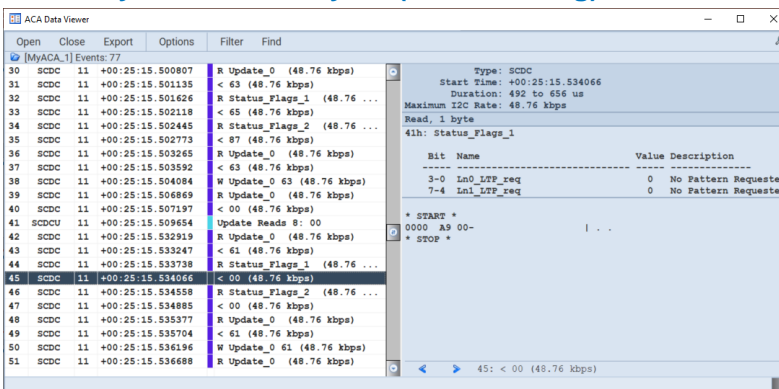 ACA Data Viewer
Open Close Export Options Filter Find
[MyACA_1] Events: 77
30 SCDC 11 +00:25:15.500807 R Update_0 (48.76 kbps)
31 SCDC 11 +00:25:15.501135 < 63 (48.76 kbps)
32 SCDC 11 +00:25:15.501626 R Status_Flags_1 (48.76 ...
33 SCDC 11 +00:25:15.502118 < 65 (48.76 kbps)
34 SCDC 11 +00:25:15.502445 R Status_Flags_2 (48.76 ...
35 SCDC 11 +00:25:15.502773 < 87 (48.76 kbps)
36 SCDC 11 +00:25:15.503265 R Update_0 (48.76 kbps)
37 SCDC 11 +00:25:15.503592 < 63 (48.76 kbps)
38 SCDC 11 +00:25:15.504084 W Update_0 63 (48.76 kbps)
39 SCDC 11 +00:25:15.506869 R Update_0 (48.76 kbps)
40 SCDC 11 +00:25:15.507197 < 00 (48.76 kbps)
41 SCDCU 11 +00:25:15.509654 Update Reads 8: 00
42 SCDC 11 +00:25:15.532919 R Update_0 (48.76 kbps)
43 SCDC 11 +00:25:15.533247 < 61 (48.76 kbps)
44 SCDC 11 +00:25:15.533738 R Status_Flags_1 (48.76 ...
45 SCDC 11 +00:25:15.534066 < 00 (48.76 kbps)
46 SCDC 11 +00:25:15.534558 R Status_Flags_2 (48.76 ...
47 SCDC 11 +00:25:15.534885 < 00 (48.76 kbps)
48 SCDC 11 +00:25:15.535377 R Update_0 (48.76 kbps)
49 SCDC 11 +00:25:15.535704 < 61 (48.76 kbps)
50 SCDC 11 +00:25:15.536196 W Update_0 61 (48.76 kbps)
51 SCDC 11 +00:25:15.536688 R Update_0 (48.76 kbps)
Type: SCDC
Start Time: +00:25:15.534066
Duration: 492 to 656 us
Maximum I2C Rate: 48.76 kbps
Read, 1 byte
41h: Status_Flags_1
Bit Name Value Description
3-0 Ln0_LTP_req 0 No Pattern Requeste
7-4 Ln1_LTP_req 0 No Pattern Requeste
* START *
0000 A9 00- | . .
* STOP *
45: < 00 (48.76 kbps)